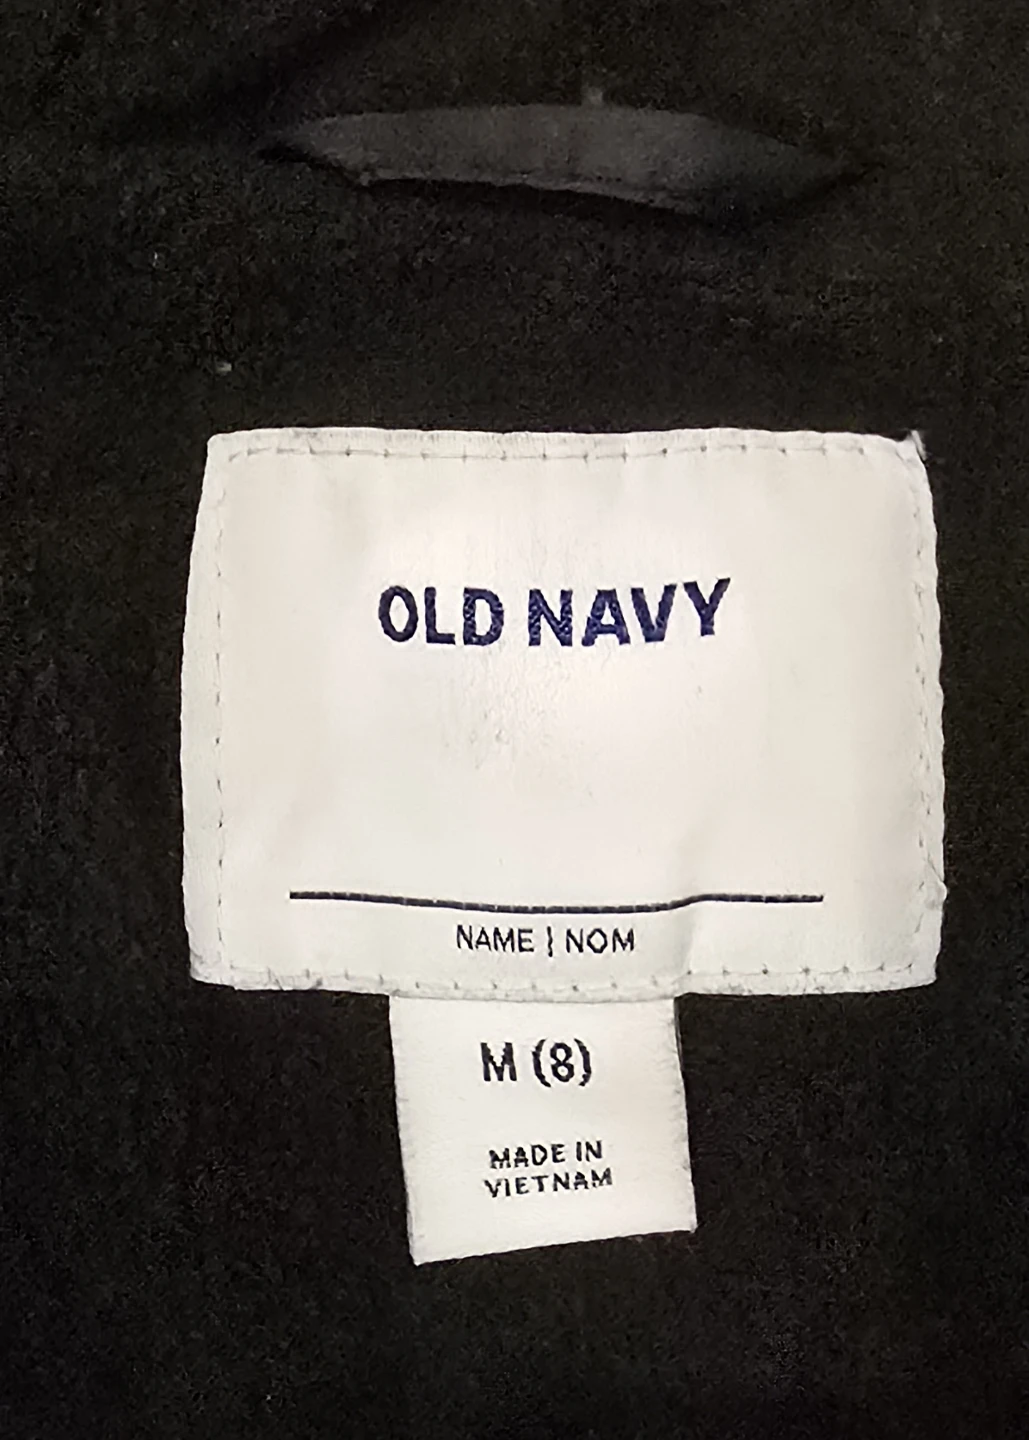 OLD NAVY
NAME | NOM
M (8)
MADE IN
VIETNAM